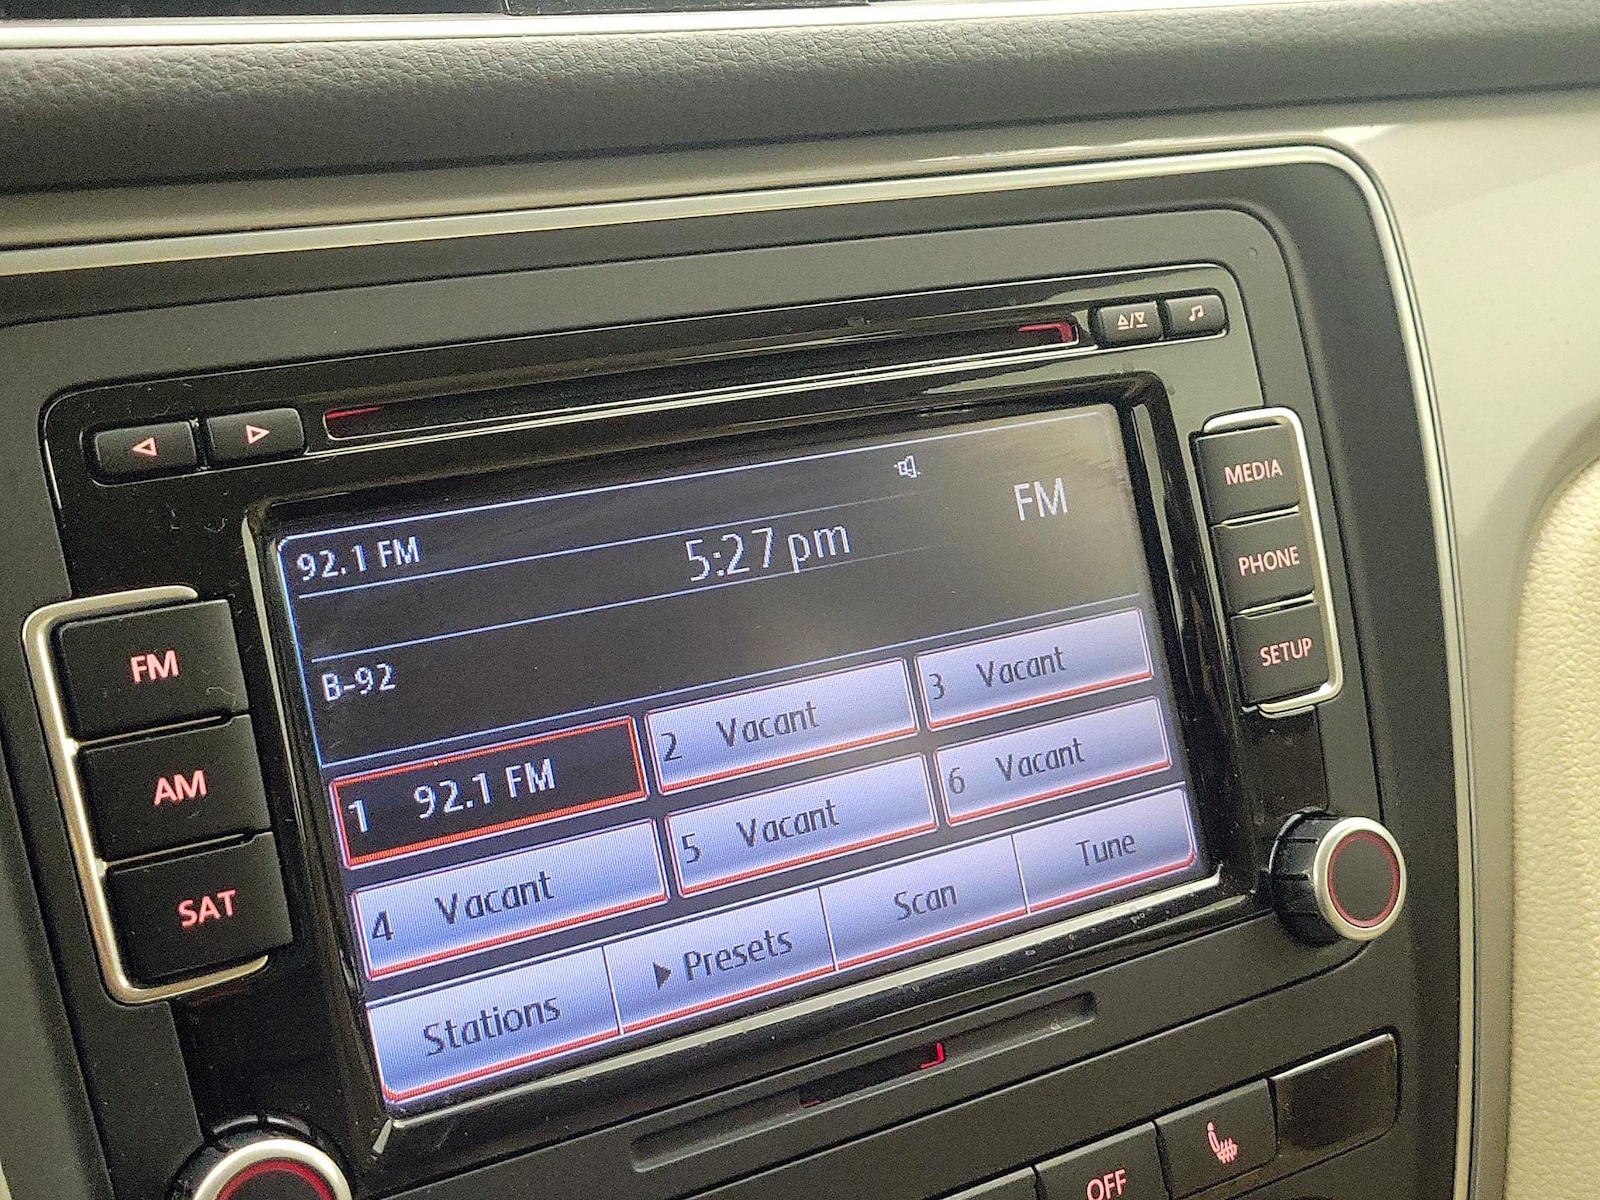 92.1 FM
5:27 pm
FM
B-92
1 92.1 FM
2 Vacant
3 Vacant
4 Vacant
5 Vacant
6 Vacant
Stations
Presets
Scan
Tune
FM
AM
SAT
MEDIA
PHONE
SETUP
OFF